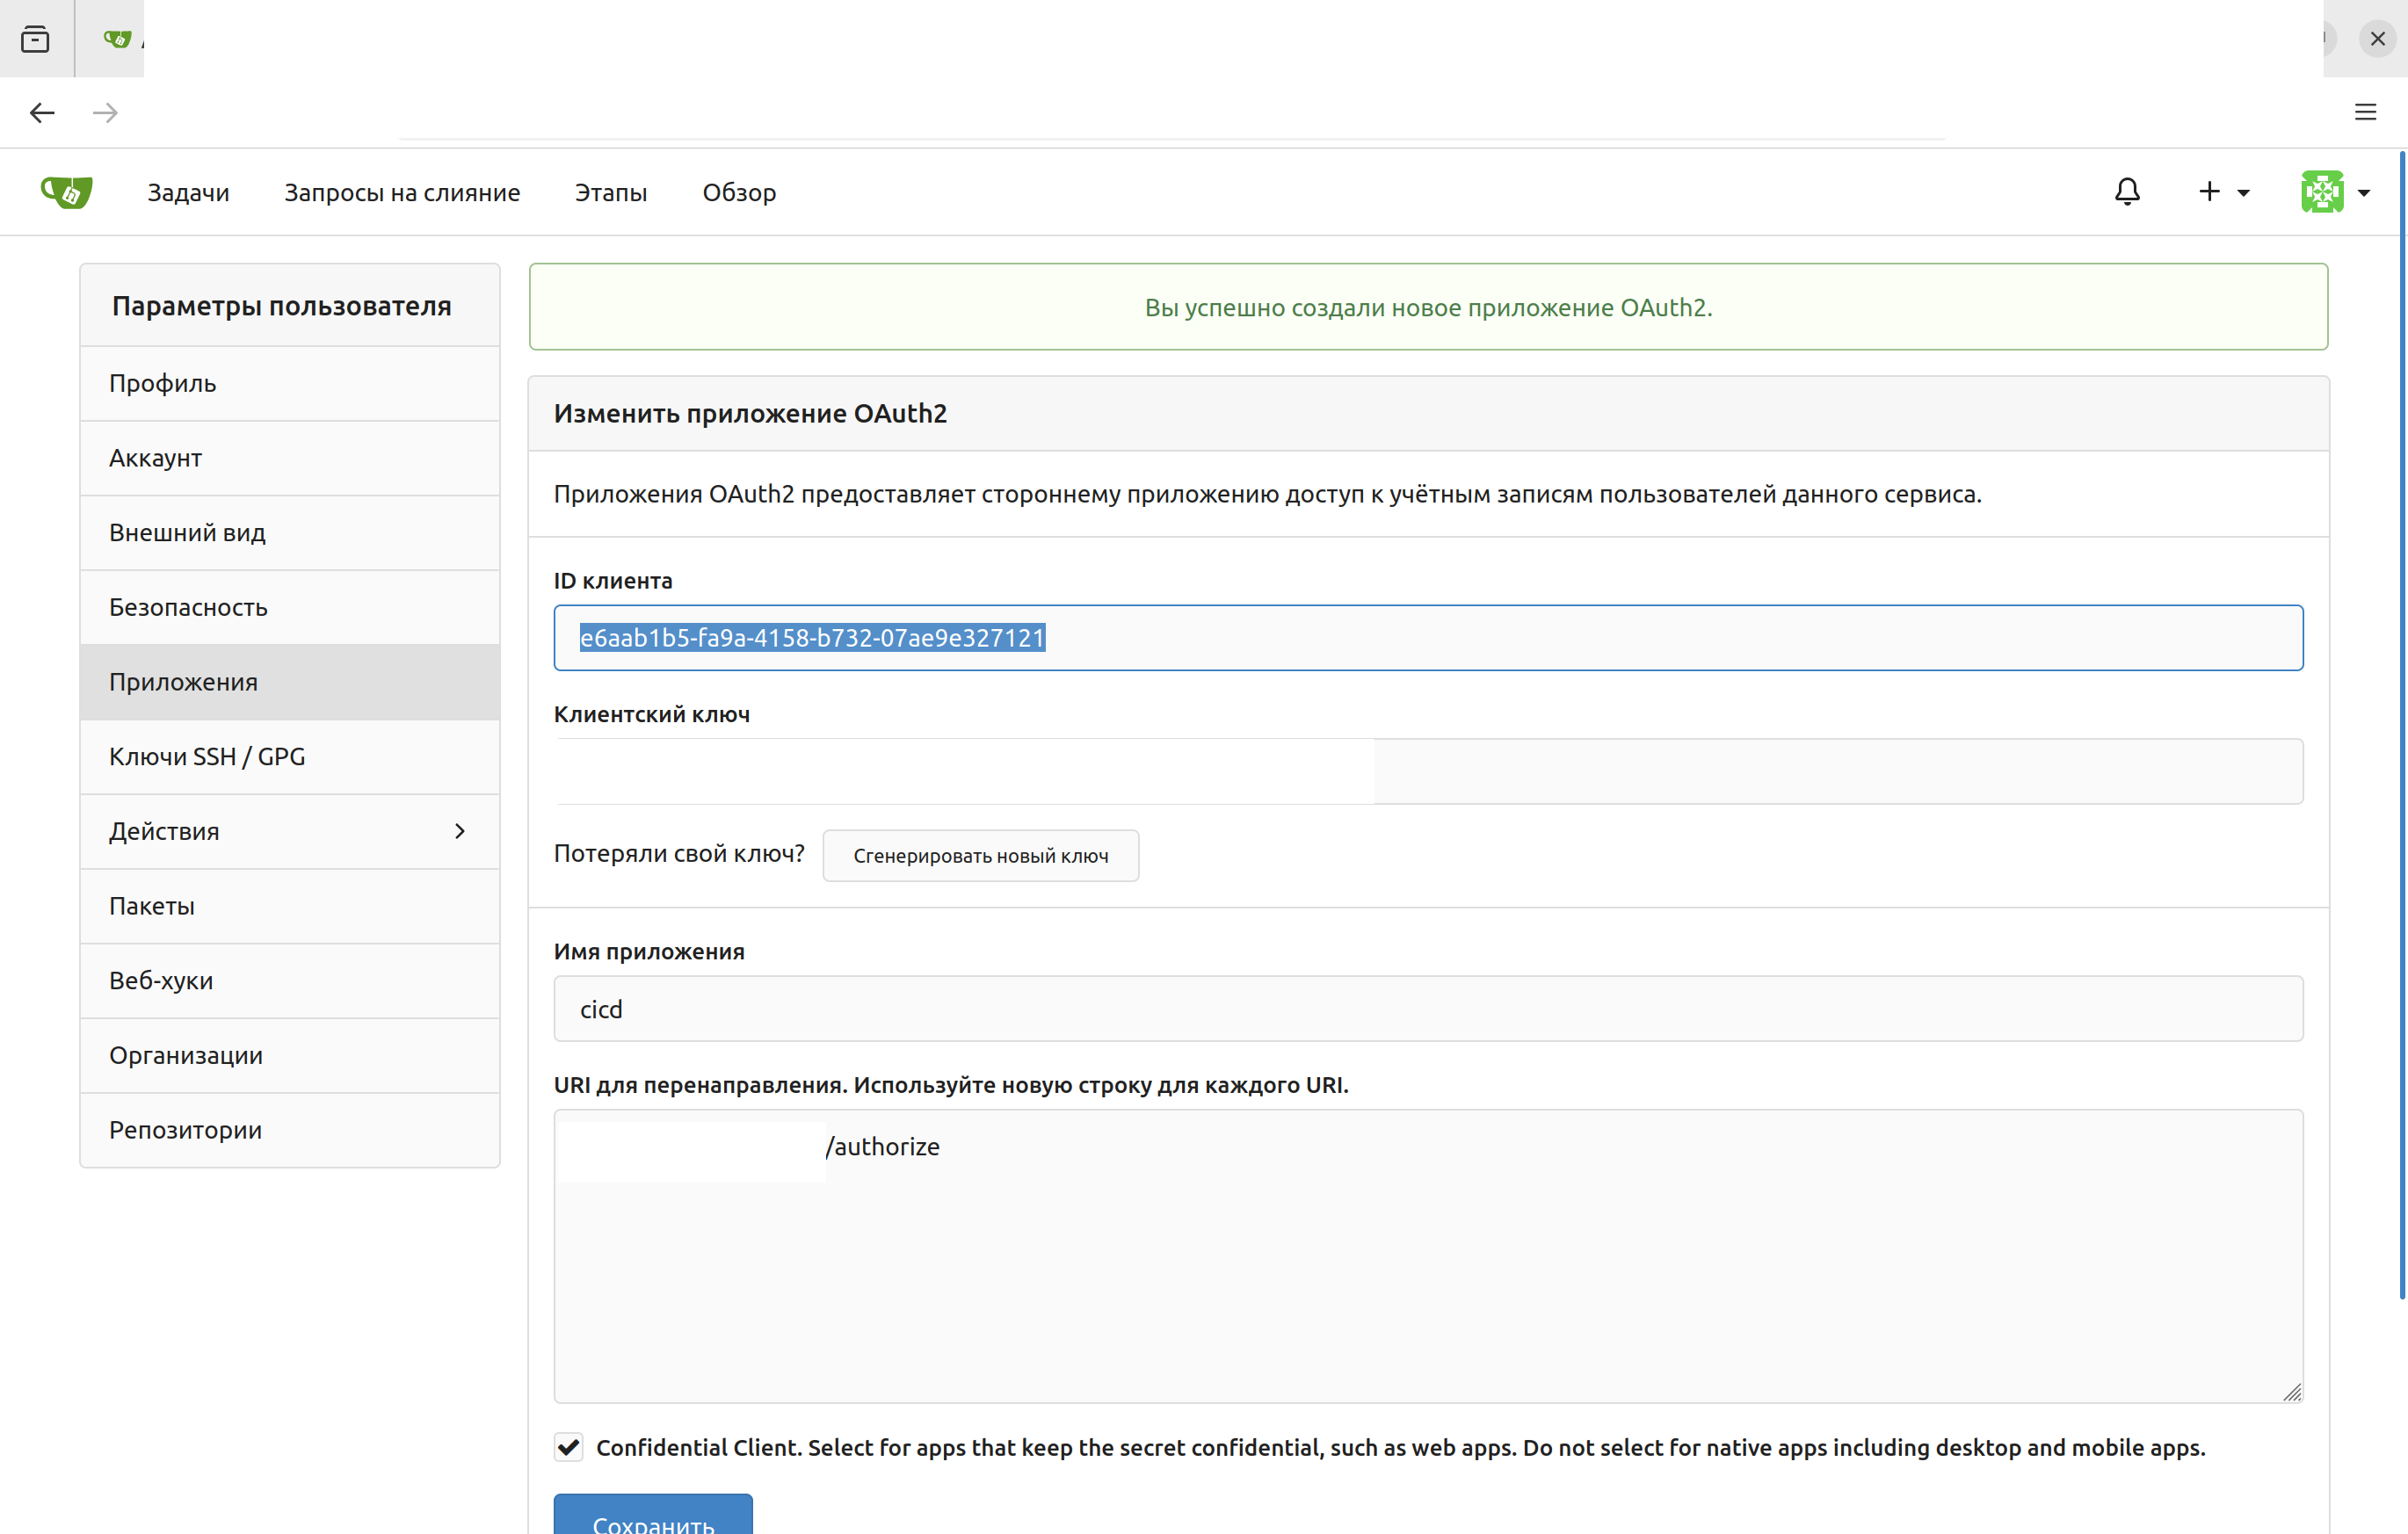 Задачи
Запросы на слияние
Этапы
Обзор
Параметры пользователя
Профиль
Аккаунт
Внешний вид
Безопасность
Приложения
Ключи SSH / GPG
Действия
Пакеты
Веб-хуки
Организации
Репозитории
Вы успешно создали новое приложение OAuth2.
Изменить приложение OAuth2
Приложения OAuth2 предоставляет стороннему приложению доступ к учётным записям пользователей данного сервиса.
ID клиента
e6aab1b5-fa9a-4158-b732-07ae9e327121
Клиентский ключ
Потеряли свой ключ?
Сгенерировать новый ключ
Имя приложения
cicd
URI для перенаправления. Используйте новую строку для каждого URI.
/authorize
Confidential Client. Select for apps that keep the secret confidential, such as web apps. Do not select for native apps including desktop and mobile apps.
Сохранить